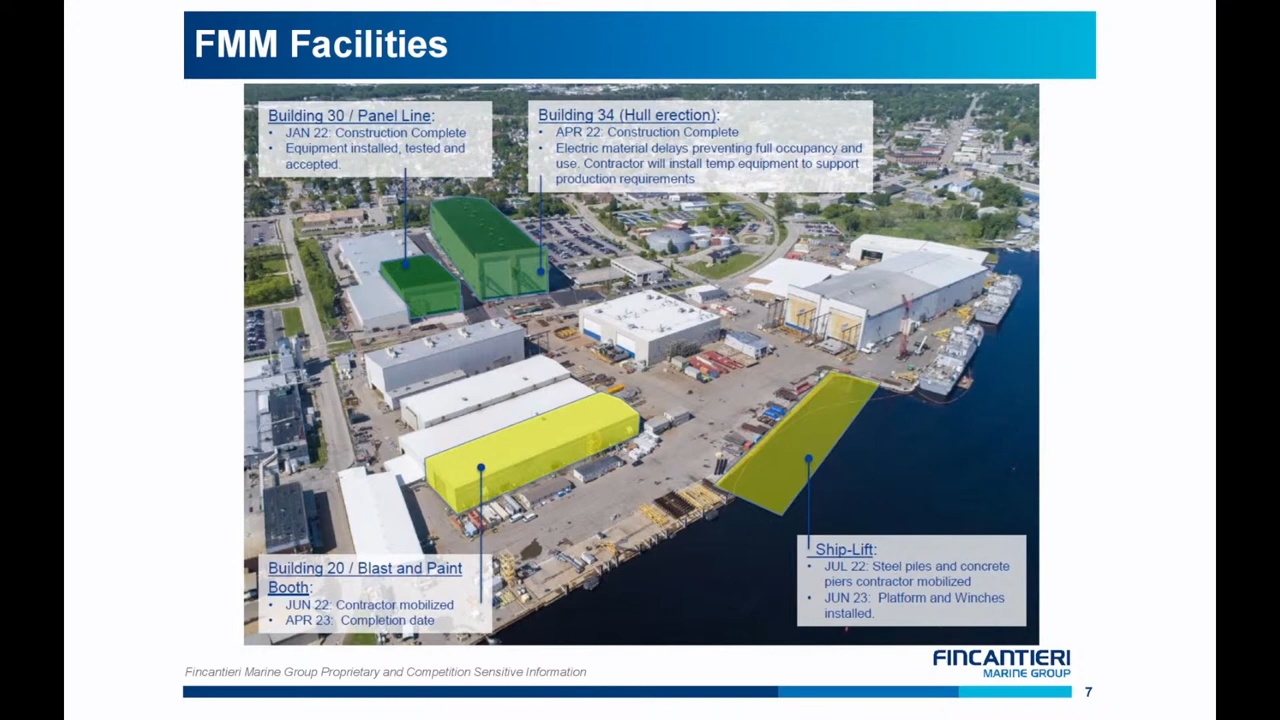 FMM Facilities
Building 30 / Panel Line:
• JAN 22: Construction Complete
• Equipment installed, tested and
accepted.
Building 34 (Hull erection):
• APR 22: Construction Complete
• Electric material delays preventing full occupancy and
use. Contractor will install temp equipment to support
production requirements
Building 20 / Blast and Paint
Booth:
• JUN 22: Contractor mobilized
• APR 23: Completion date
Ship-Lift:
• JUL 22: Steel piles and concrete
piers contractor mobilized
• JUN 23: Platform and Winches
installed.
Fincantieri Marine Group Proprietary and Competition Sensitive Information
FINCANTIERI
MARINE GROUP
7